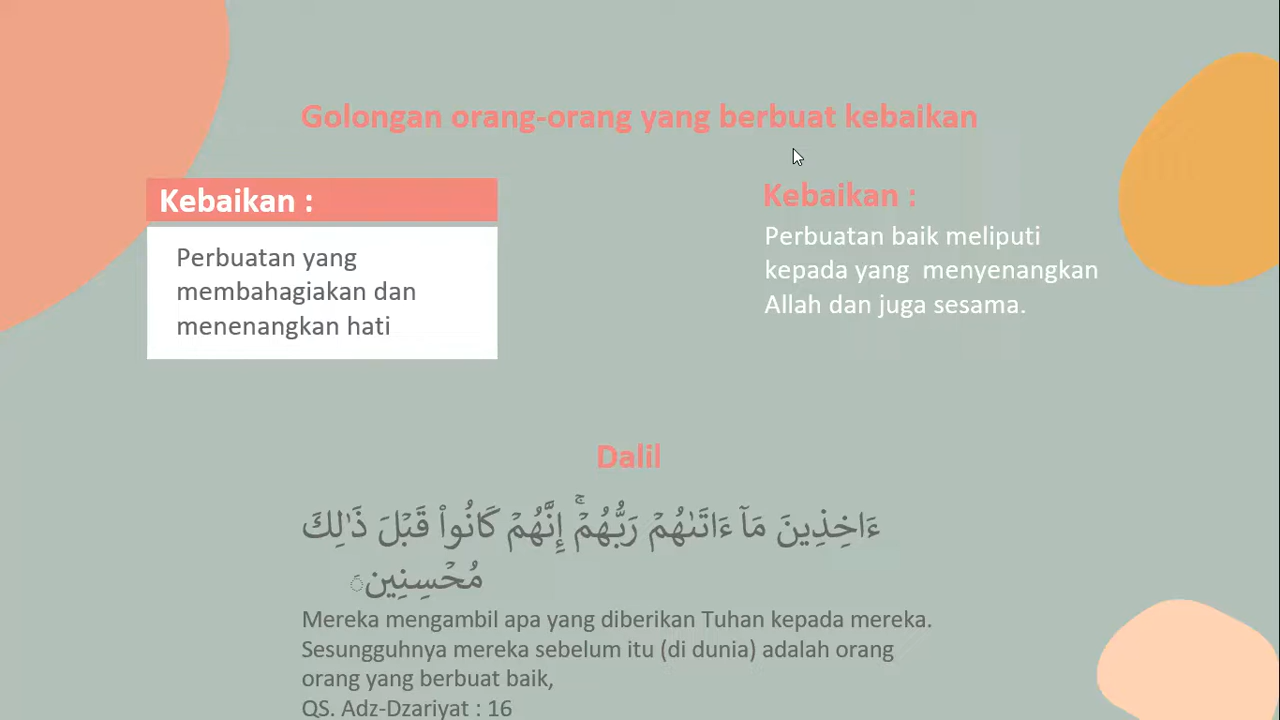 Golongan orang-orang yang berbuat kebaikan
Kebaikan :
Perbuatan yang
membahagiakan dan
menenangkan hati
Kebaikan :
Perbuatan baik meliputi
kepada yang  menyenangkan
Allah dan juga sesama.
Dalil
ءَاخِذِينَ مَآ ءَاتَىٰهُمْ رَبُّهُمْ ۚ إِنَّهُمْ كَانُوا۟ قَبْلَ ذَٰلِكَ
مُحْسِنِينَ
Mereka mengambil apa yang diberikan Tuhan kepada mereka.
Sesungguhnya mereka sebelum itu (di dunia) adalah orang
orang yang berbuat baik,
QS. Adz-Dzariyat : 16